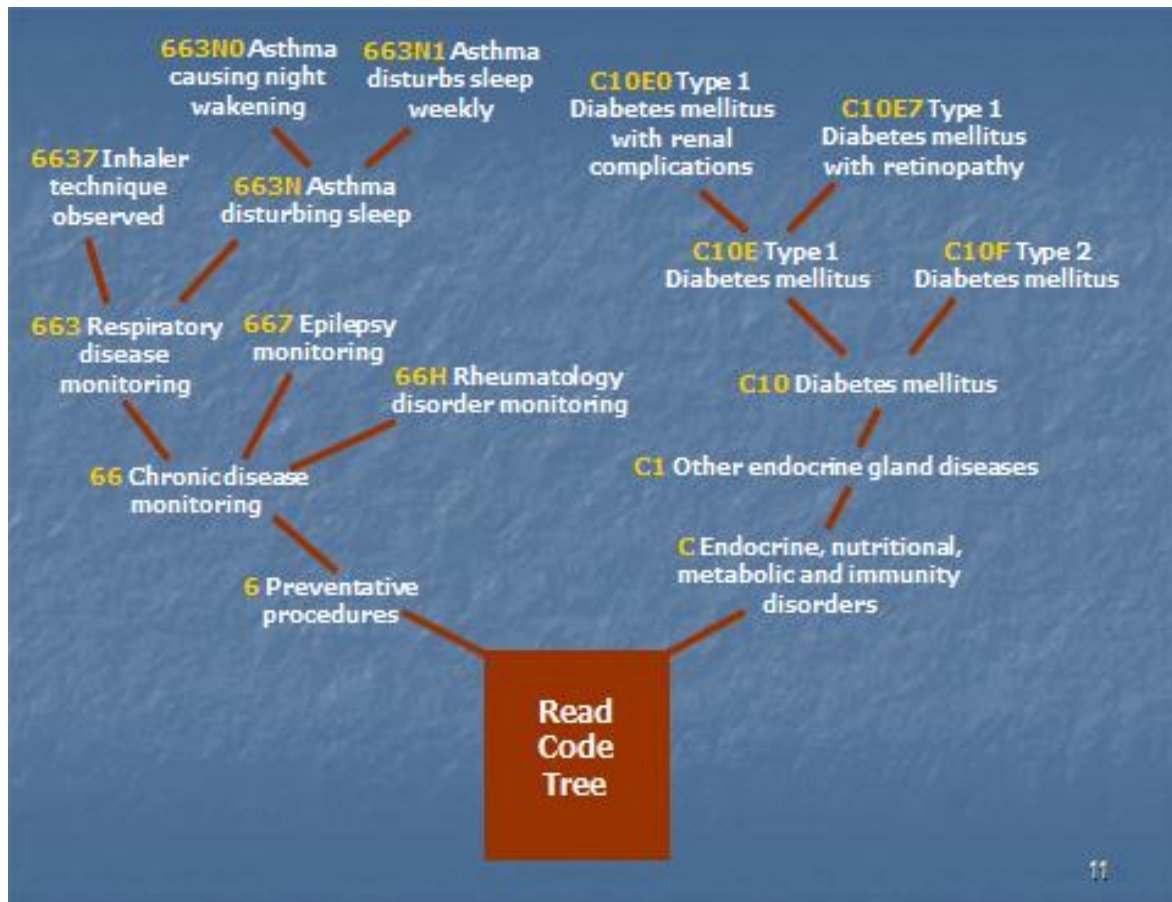 663N0 Asthma
causing night
wakening
663N1 Asthma
disturbs sleep
weekly
C10E0 Type 1
Diabetes mellitus
with renal
complications
C10E7 Type 1
Diabetes mellitus
with retinopathy
6637 Inhaler
technique
observed
663N Asthma
disturbing sleep
C10E Type 1
Diabetes mellitus
C10F Type 2
Diabetes mellitus
663 Respiratory
disease
monitoring
667 Epilepsy
monitoring
66H Rheumatology
disorder monitoring
C10 Diabetes mellitus
66 Chronic disease
monitoring
C1 Other endocrine gland diseases
6 Preventative
procedures
C Endocrine, nutritional,
metabolic and immunity
disorders
Read
Code
Tree
11